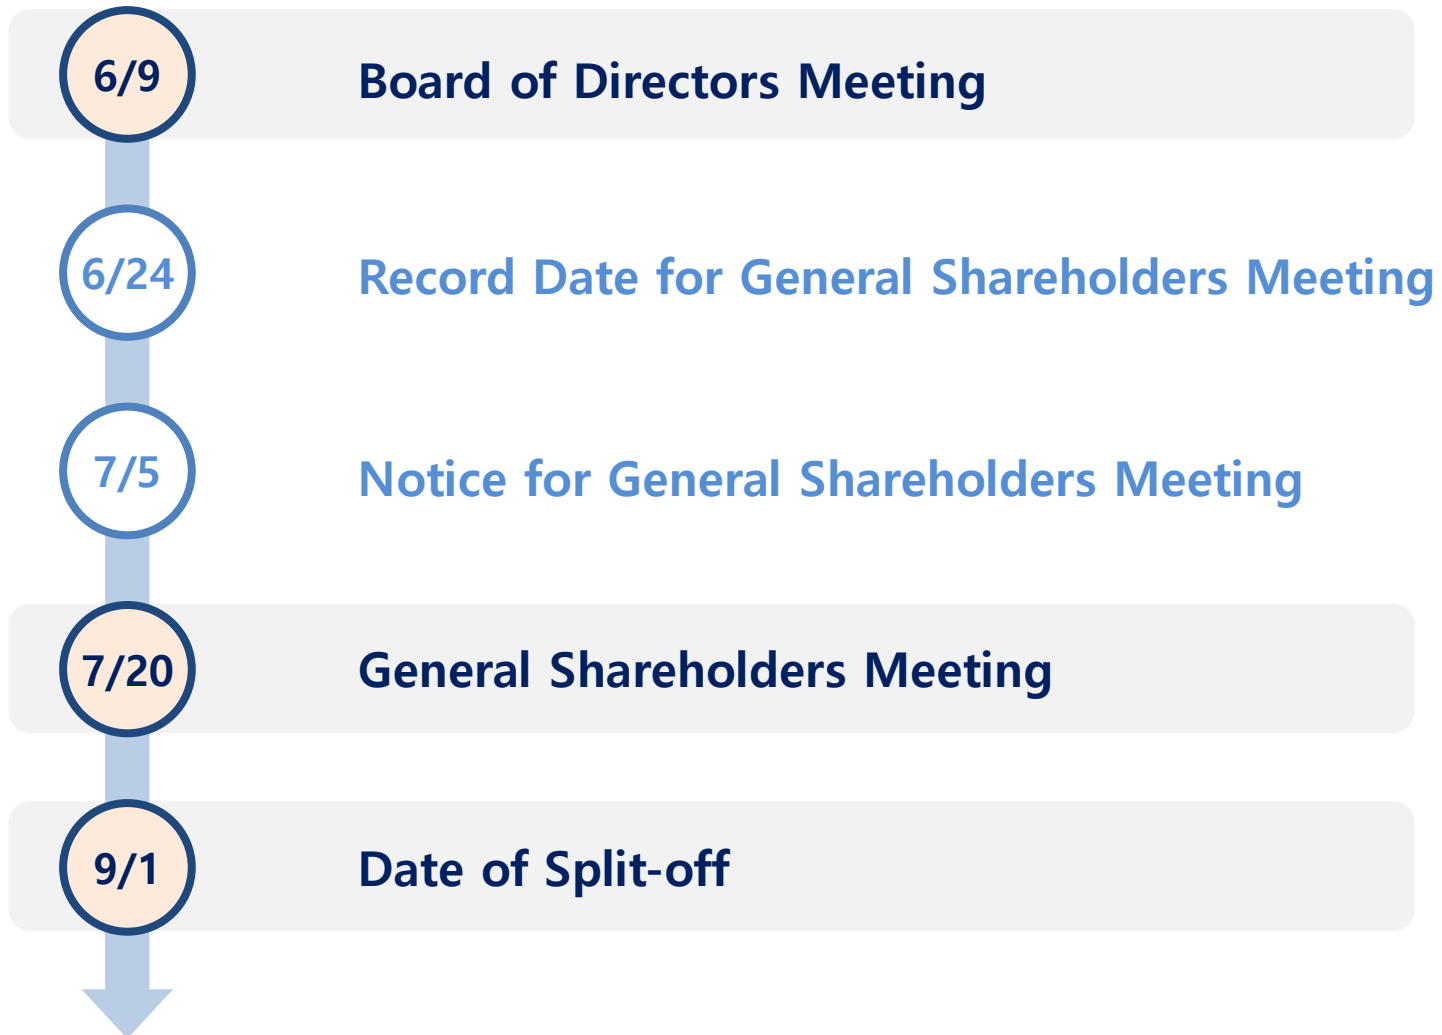 6/9 Board of Directors Meeting
6/24 Record Date for General Shareholders Meeting
7/5 Notice for General Shareholders Meeting
7/20 General Shareholders Meeting
9/1 Date of Split-off